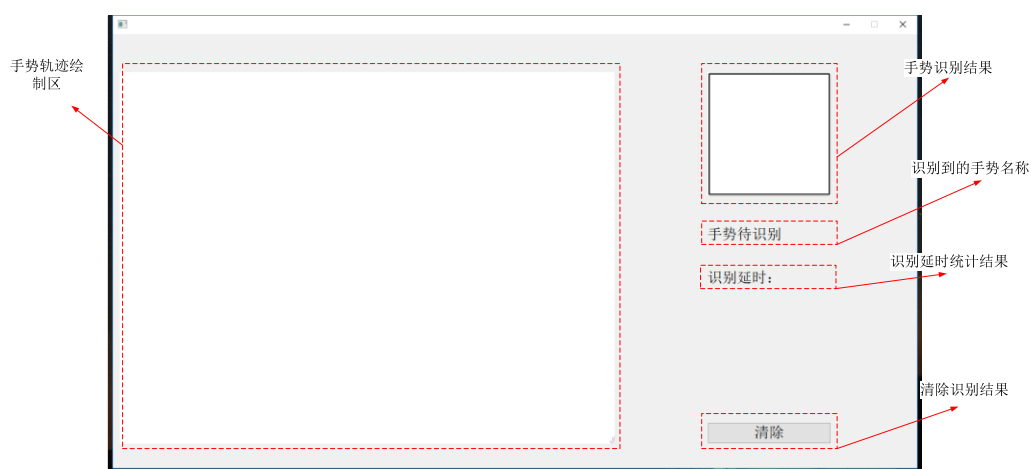 手势轨迹绘
制区
手势识别结果
识别到的手势名称
手势待识别
识别延时统计结果
识别延时：
清除识别结果
清除